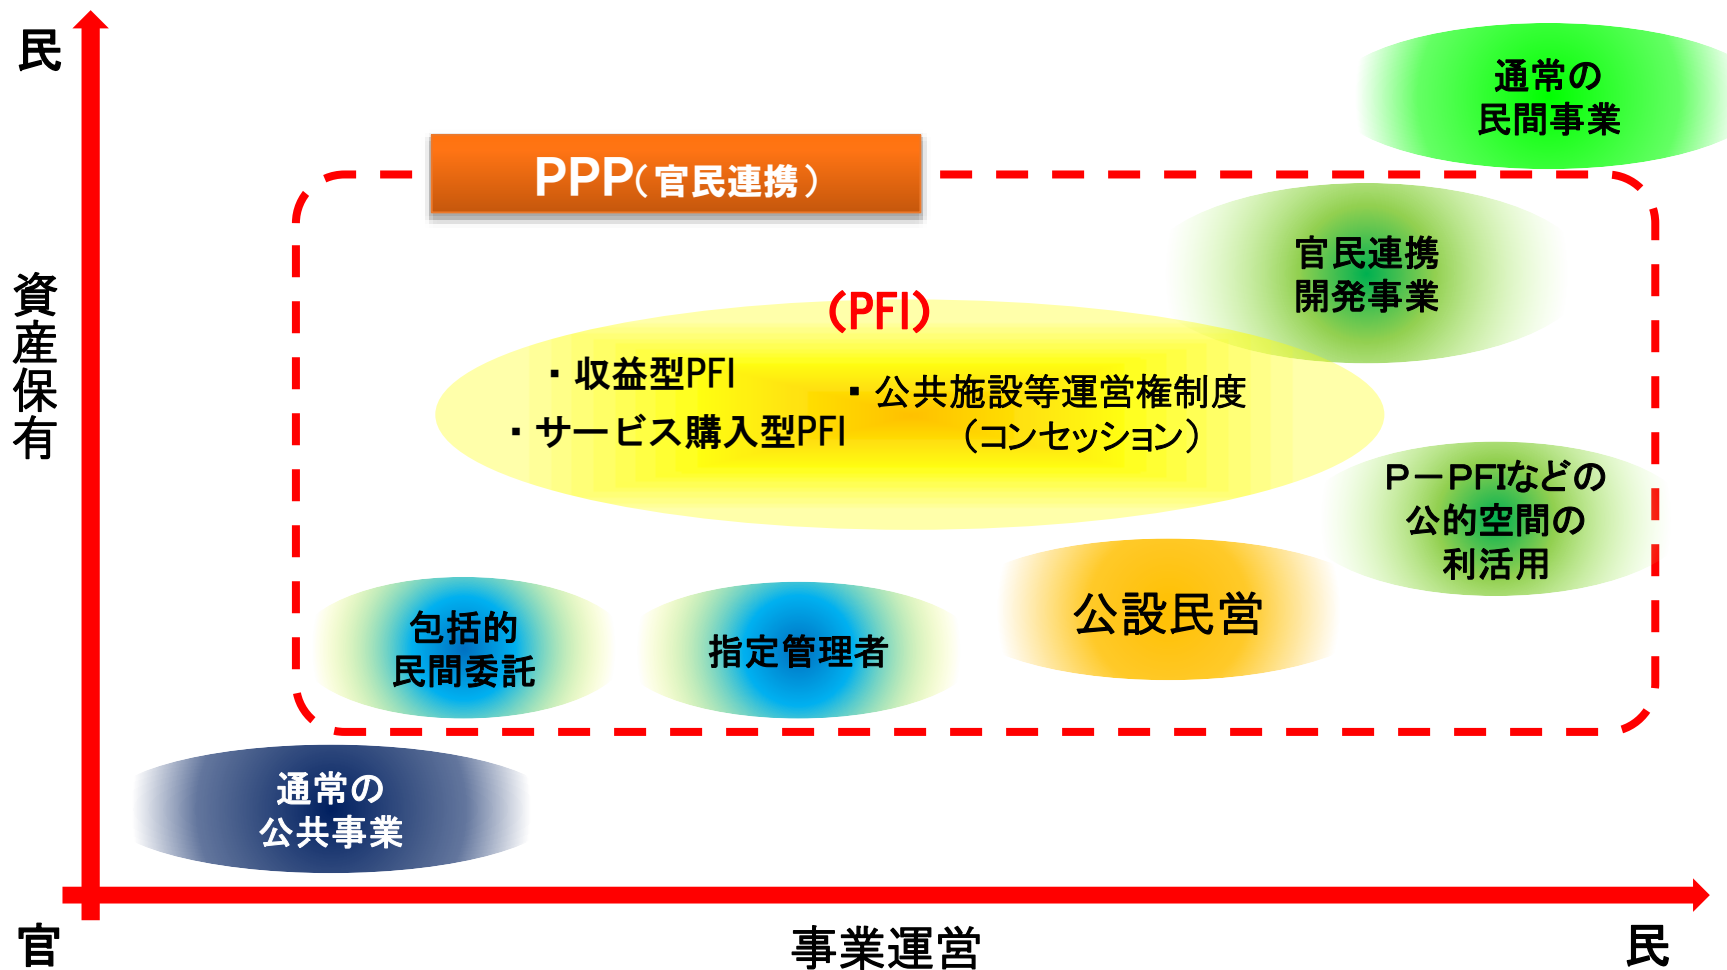 民
通常の
民間事業
PPP(官民連携)
官民連携
開発事業
資産保有
(PFI)
・収益型PFI
・サービス購入型PFI
・公共施設等運営権制度
(コンセッション)
P-PFIなどの
公的空間の
利活用
公設民営
包括的
民間委託
指定管理者
通常の
公共事業
官
事業運営
民